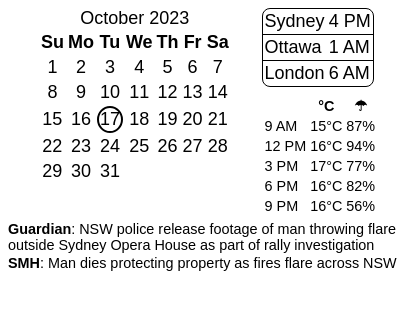 October 2023
Su Mo Tu We Th Fr Sa
1 2 3 4 5 6 7
8 9 10 11 12 13 14
15 16 17 18 19 20 21
22 23 24 25 26 27 28
29 30 31
Sydney 4 PM
Ottawa 1 AM
London 6 AM
°C ☂
9 AM 15°C 87%
12 PM 16°C 94%
3 PM 17°C 77%
6 PM 16°C 82%
9 PM 16°C 56%
Guardian: NSW police release footage of man throwing flare
outside Sydney Opera House as part of rally investigation
SMH: Man dies protecting property as fires flare across NSW